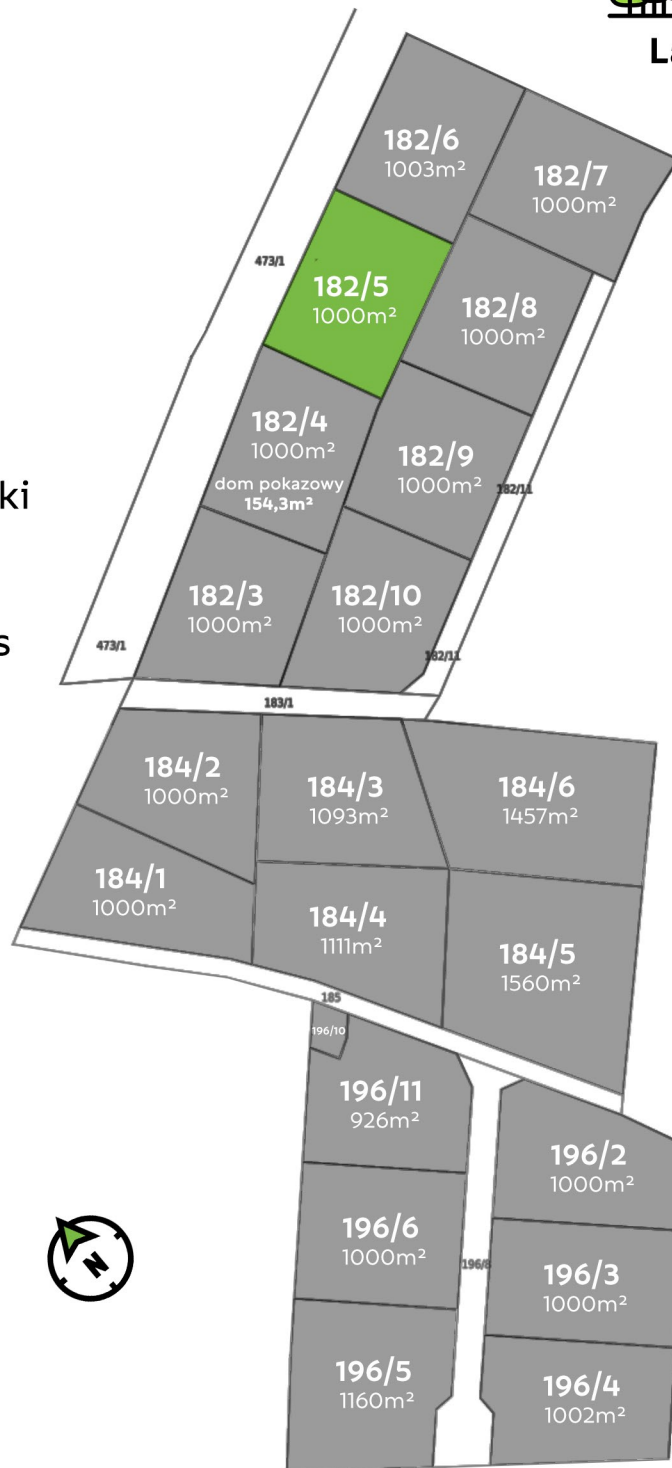 La
182/6
1003m²
182/7
1000m²
473/1
182/5
1000m²
182/8
1000m²
182/4
1000m²
dom pokazowy
154,3m²
182/9
1000m²
ki
182/11
182/3
1000m²
182/10
1000m²
s
473/1
182/11
183/1
184/2
1000m²
184/3
1093m²
184/6
1457m²
184/1
1000m²
184/4
1111m²
184/5
1560m²
185
196/10
196/11
926m²
196/2
1000m²
196/6
1000m²
N
196/8
196/3
1000m²
196/5
1160m²
196/4
1002m²